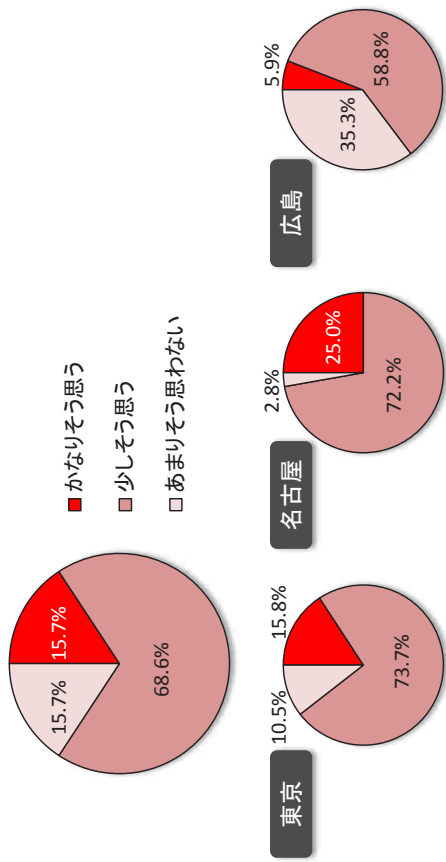 15.7%
15.7%
68.6%
かなりそう思う
少しそう思う
あまりそう思わない
東京
10.5%
15.8%
73.7%
名古屋
2.8%
25.0%
72.2%
広島
5.9%
35.3%
58.8%